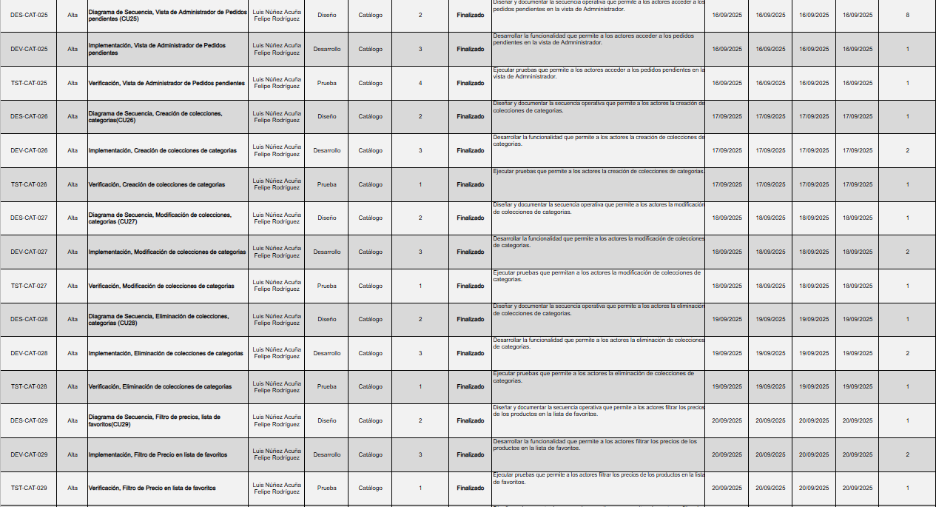 Diseñar y documentar la secuencia operativa que permite a los actores acceder a los
DES-CAT-025 Alta Diagrama de Secuencia, Vista de Administrador de Pedidos pendientes (CU25) Luis Núñez Acuña Felipe Rodríguez Diseño Catálogo 2 Finalizado pedidos pendientes en la vista de Administrador. 16/09/2025 16/09/2025 16/09/2025 16/09/2025
DEV-CAT-025 Alta Implementación, Vista de Administrador de Pedidos pendientes Luis Núñez Acuña Felipe Rodríguez Desarrollo Catálogo 3 Finalizado Desarrollar la funcionalidad que permite a los actores acceder a los pedidos pendientes en la vista de Administrador. 16/09/2025 16/09/2025 16/09/2025 16/09/2025 1
TST-CAT-025 Alta Verificación, Vista de Administrador de Pedidos pendientes Luis Núñez Acuña Felipe Rodríguez Prueba Catálogo 4 Finalizado Ejecutar pruebas que permite a los actores acceder a los pedidos pendientes en la vista de Administrador. 16/09/2025 16/09/2025 16/09/2025 16/09/2025 1
DES-CAT-026 Alta Diagrama de Secuencia, Creación de colecciones, categorias(CU26) Luis Núñez Acuña Felipe Rodríguez Diseño Catálogo 2 Finalizado Diseñar y documentar la secuencia operativa que permite a los actores la creación de colecciones de categorías. 17/09/2025 17/09/2025 17/09/2025 17/09/2025 1
DEV-CAT-026 Alta Implementación, Creación de colecciones de categorias Luis Núñez Acuña Felipe Rodríguez Desarrollo Catálogo 3 Finalizado Desarrollar la funcionalidad que permite a los actores la creación de colecciones de categorías. 17/09/2025 17/09/2025 17/09/2025 17/09/2025 2
TST-CAT-026 Alta Verificación, Creación de colecciones de categorias Luis Núñez Acuña Felipe Rodríguez Prueba Catálogo 1 Finalizado Ejecutar pruebas que permite a los actores la creación de colecciones de categorías. 17/09/2025 17/09/2025 17/09/2025 17/09/2025 1
DES-CAT-027 Alta Diagrama de Secuencia, Modificación de colecciones, categorias (CU27) Luis Núñez Acuña Felipe Rodríguez Diseño Catálogo 2 Finalizado Diseñar y documentar la secuencia operativa que permite a los actores la modificación de colecciones de categorías. 18/09/2025 18/09/2025 18/09/2025 18/09/2025 1
DEV-CAT-027 Alta Implementación, Modificación de colecciones de categorias Luis Núñez Acuña Felipe Rodríguez Desarrollo Catálogo 3 Finalizado Desarrollar la funcionalidad que permite a los actores la modificación de colecciones de categorías. 18/09/2025 18/09/2025 18/09/2025 18/09/2025 2
TST-CAT-027 Alta Verificación, Modificación de colecciones de categorias Luis Núñez Acuña Felipe Rodríguez Prueba Catálogo 1 Finalizado Ejecutar pruebas que permitan a los actores la modificación de colecciones de categorías. 18/09/2025 18/09/2025 18/09/2025 18/09/2025 1
DES-CAT-028 Alta Diagrama de Secuencia, Eliminación de colecciones, categorias (CU28) Luis Núñez Acuña Felipe Rodríguez Diseño Catálogo 2 Finalizado Diseñar y documentar la secuencia operativa que permite a los actores la eliminación de colecciones de categorías. 19/09/2025 19/09/2025 19/09/2025 19/09/2025 1
DEV-CAT-028 Alta Implementación, Eliminación de colecciones de categorias Luis Núñez Acuña Felipe Rodríguez Desarrollo Catálogo 3 Finalizado Desarrollar la funcionalidad que permite a los actores la eliminación de colecciones de categorías. 19/09/2025 19/09/2025 19/09/2025 19/09/2025 2
TST-CAT-028 Alta Verificación, Eliminación de colecciones de categorias Luis Núñez Acuña Felipe Rodríguez Prueba Catálogo 1 Finalizado Ejecutar pruebas que permite a los actores la eliminación de colecciones de categorías. 19/09/2025 19/09/2025 19/09/2025 19/09/2025 1
DES-CAT-029 Alta Diagrama de Secuencia, Filtro de precios, lista de favoritos(CU29) Luis Núñez Acuña Felipe Rodríguez Diseño Catálogo 2 Finalizado Diseñar y documentar la secuencia operativa que permite a los actores filtrar los precios de los productos en la lista de favoritos. 20/09/2025 20/09/2025 20/09/2025 20/09/2025 1
DEV-CAT-029 Alta Implementación, Filtro de Precio en lista de favoritos Luis Núñez Acuña Felipe Rodríguez Desarrollo Catálogo 3 Finalizado Desarrollar la funcionalidad que permite a los actores filtrar los precios de los productos en la lista de favoritos. 20/09/2025 20/09/2025 20/09/2025 20/09/2025 2
TST-CAT-029 Alta Verificación, Filtro de Precio en lista de favoritos Luis Núñez Acuña Felipe Rodríguez Prueba Catálogo 1 Finalizado Ejecutar pruebas que permite a los actores filtrar los precios de los productos en la lista de favoritos. 20/09/2025 20/09/2025 20/09/2025 20/09/2025 1